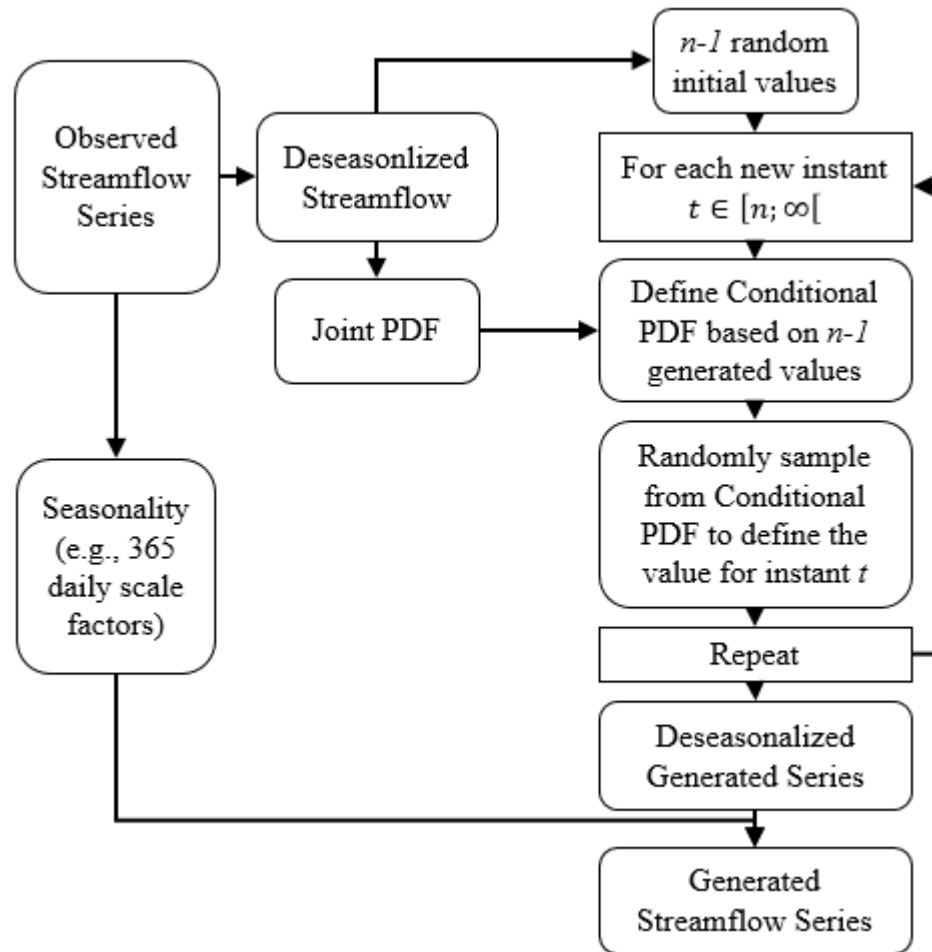 Observed
Streamflow
Series
Deseasonlized
Streamflow
n-1 random
initial values
For each new instant
t ∈ [n; ∞[
Joint PDF
Define Conditional
PDF based on n-1
generated values
Randomly sample
from Conditional
PDF to define the
value for instant t
Seasonality
(e.g., 365
daily scale
factors)
Repeat
Deseasonalized
Generated Series
Generated
Streamflow Series